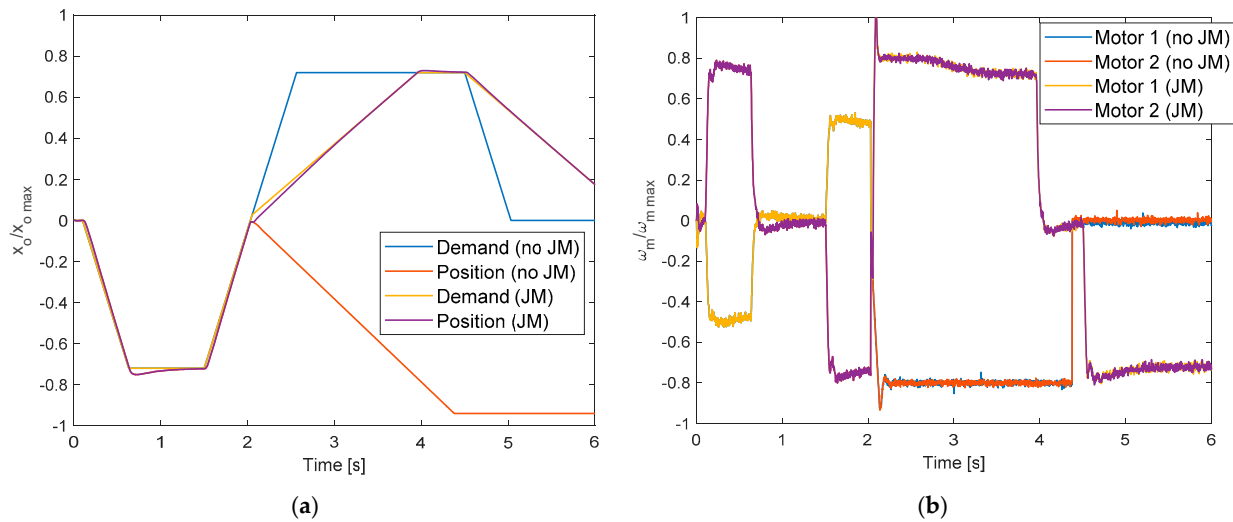 1
0.8
0.6
0.4
0.2
0
-0.2
-0.4
-0.6
-0.8
-1
x_o/x_o max
0 1 2 3 4 5 6
Time [s]
Demand (no JM)
Position (no JM)
Demand (JM)
Position (JM)
(a)
1
0.8
0.6
0.4
0.2
0
-0.2
-0.4
-0.6
-0.8
-1
ω_m/ω_m max
0 1 2 3 4 5 6
Time [s]
Motor 1 (no JM)
Motor 2 (no JM)
Motor 1 (JM)
Motor 2 (JM)
(b)